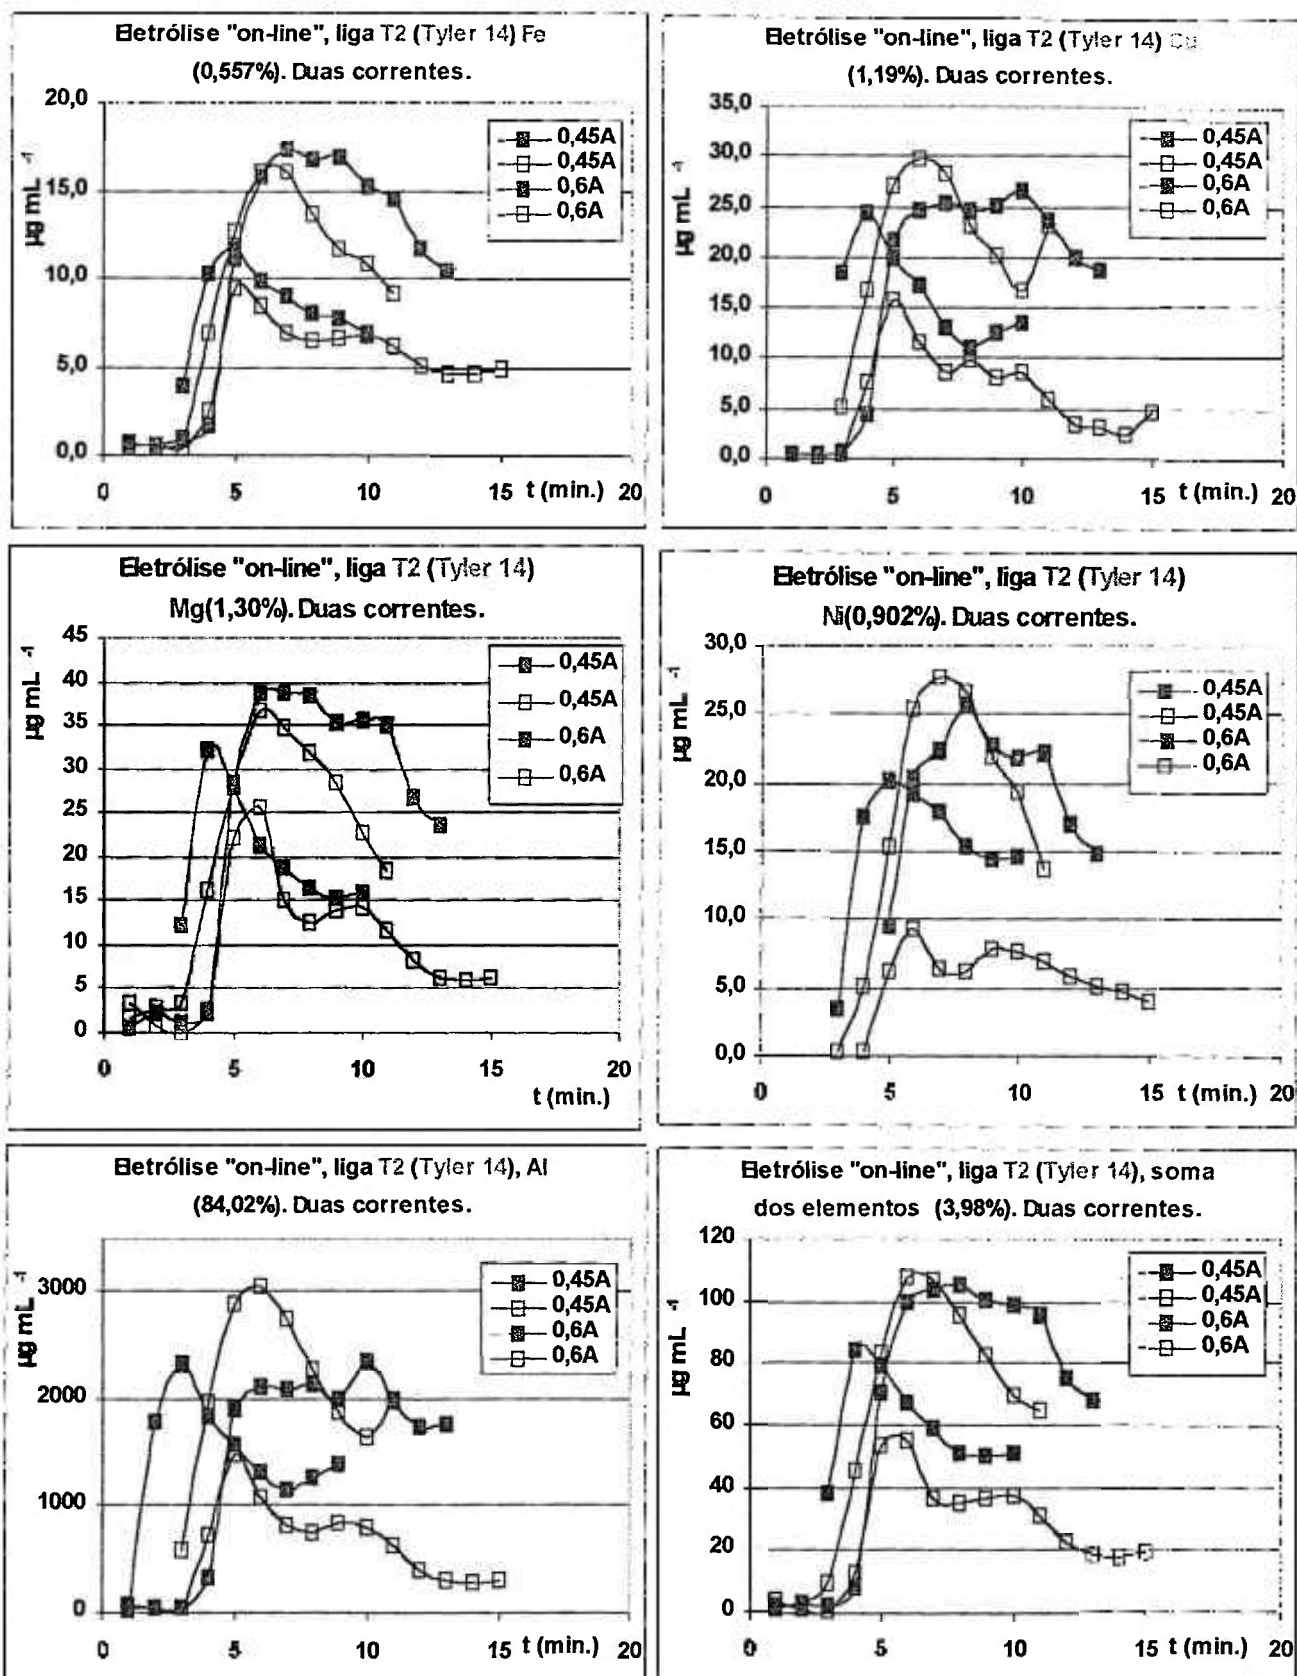 Eletrólise "on-line", liga T2 (Tyler 14) Fe
(0,557%). Duas correntes.
µg mL -1
20,0
15,0
10,0
5,0
0,0
0 5 10 15 20
t (min.)
0,45A
0,45A
0,6A
0,6A
Eletrólise "on-line", liga T2 (Tyler 14) Cu
(1,19%). Duas correntes.
µg mL -1
35,0
30,0
25,0
20,0
15,0
10,0
5,0
0,0
0 5 10 15 20
t (min.)
0,45A
0,45A
0,6A
0,6A
Eletrólise "on-line", liga T2 (Tyler 14)
Mg(1,30%). Duas correntes.
µg mL -1
45
40
35
30
25
20
15
10
5
0
0 5 10 15 20
t (min.)
0,45A
0,45A
0,6A
0,6A
Eletrólise "on-line", liga T2 (Tyler 14)
Ni(0,902%). Duas correntes.
µg mL -1
30,0
25,0
20,0
15,0
10,0
5,0
0,0
0 5 10 15 20
t (min.)
0,45A
0,45A
0,6A
0,6A
Eletrólise "on-line", liga T2 (Tyler 14), Al
(84,02%). Duas correntes.
µg mL -1
3000
2000
1000
0
0 5 10 15 20
t (min.)
0,45A
0,45A
0,6A
0,6A
Eletrólise "on-line", liga T2 (Tyler 14), soma
dos elementos (3,98%). Duas correntes.
µg mL -1
120
100
80
60
40
20
0
0 5 10 15 20
t (min.)
0,45A
0,45A
0,6A
0,6A